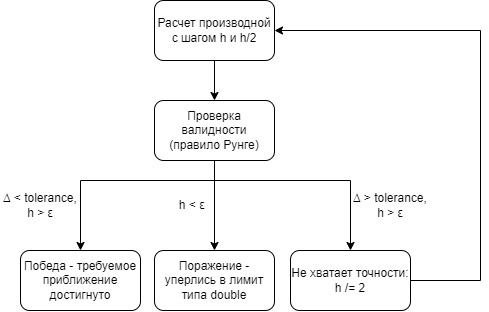 Расчет производной
с шагом h и h/2
Проверка
валидности
(правило Рунге)
Δ < tolerance,
h > ε
h < ε
Δ > tolerance,
h > ε
Победа - требуемое
приближение
достигнуто
Поражение -
уперлись в лимит
типа double
Не хватает точности:
h /= 2